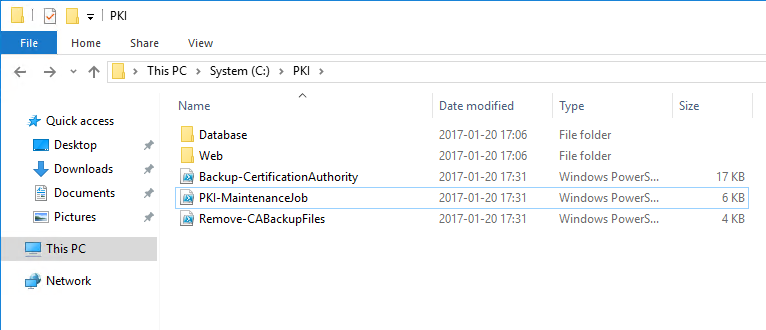 PKI
File Home Share View
This PC System (C:) PKI
Name Date modified Type Size
Quick access
Desktop
Downloads
Documents
Pictures
This PC
Network
Database 2017-01-20 17:06 File folder
Web 2017-01-20 17:06 File folder
Backup-CertificationAuthority 2017-01-20 17:31 Windows PowerS... 17 KB
PKI-MaintenanceJob 2017-01-20 17:31 Windows PowerS... 6 KB
Remove-CABackupFiles 2017-01-20 17:31 Windows PowerS... 4 KB